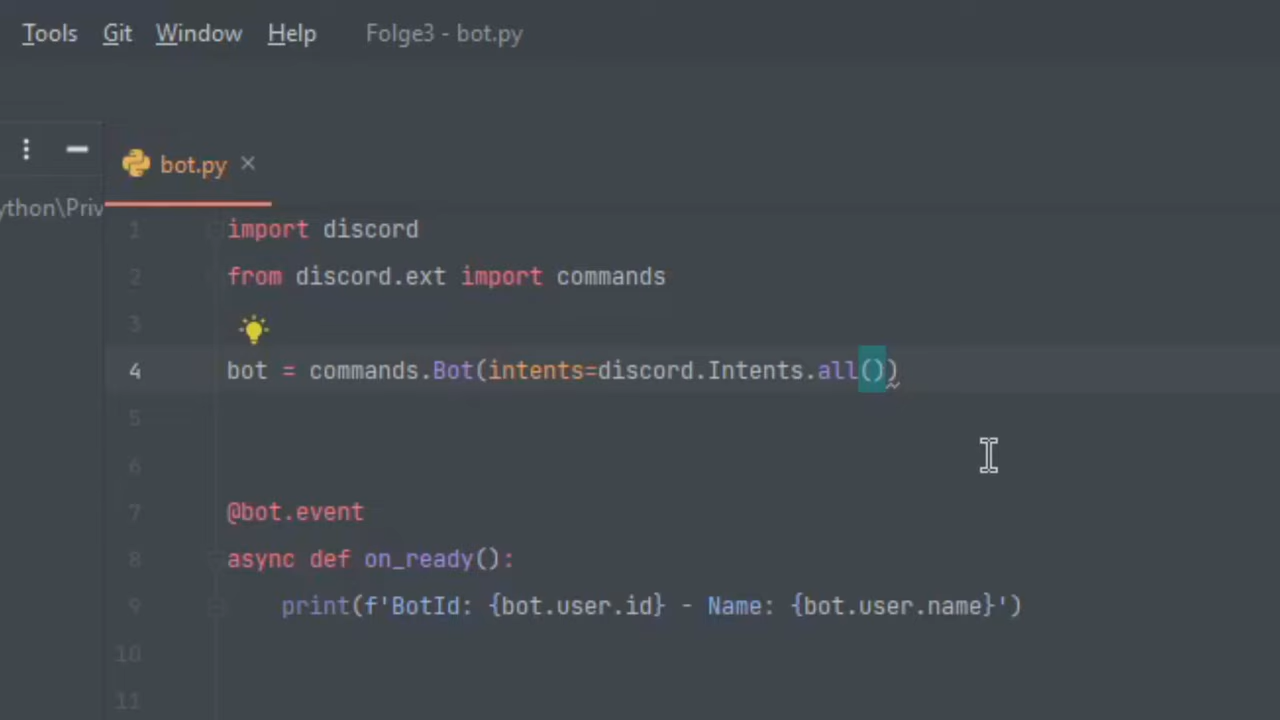 Tools Git Window Help Folge3 - bot.py
bot.py
ython\Priv
1 import discord
2 from discord.ext import commands
3
4 bot = commands.Bot(intents=discord.Intents.all())
5
6
7 @bot.event
8 async def on_ready():
9 print(f'BotId: {bot.user.id} - Name: {bot.user.name}')
10
11